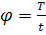 φ = T/t